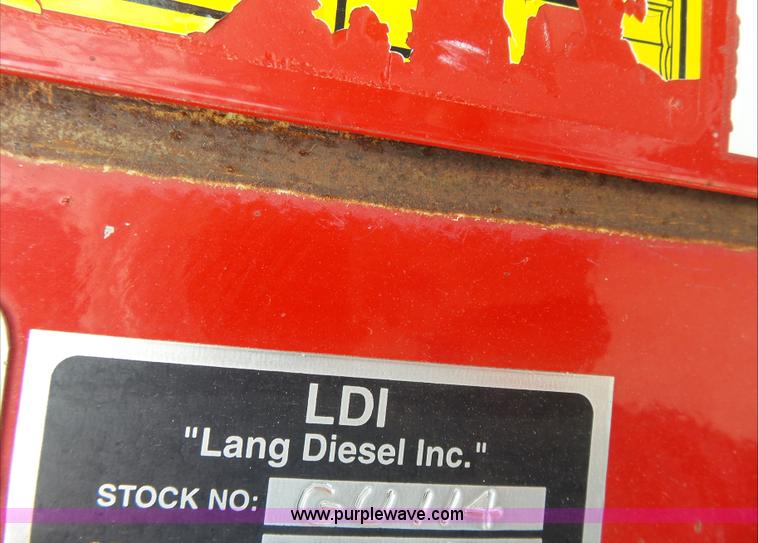 LDI
"Lang Diesel Inc."
STOCK NO:
www.purplewave.com